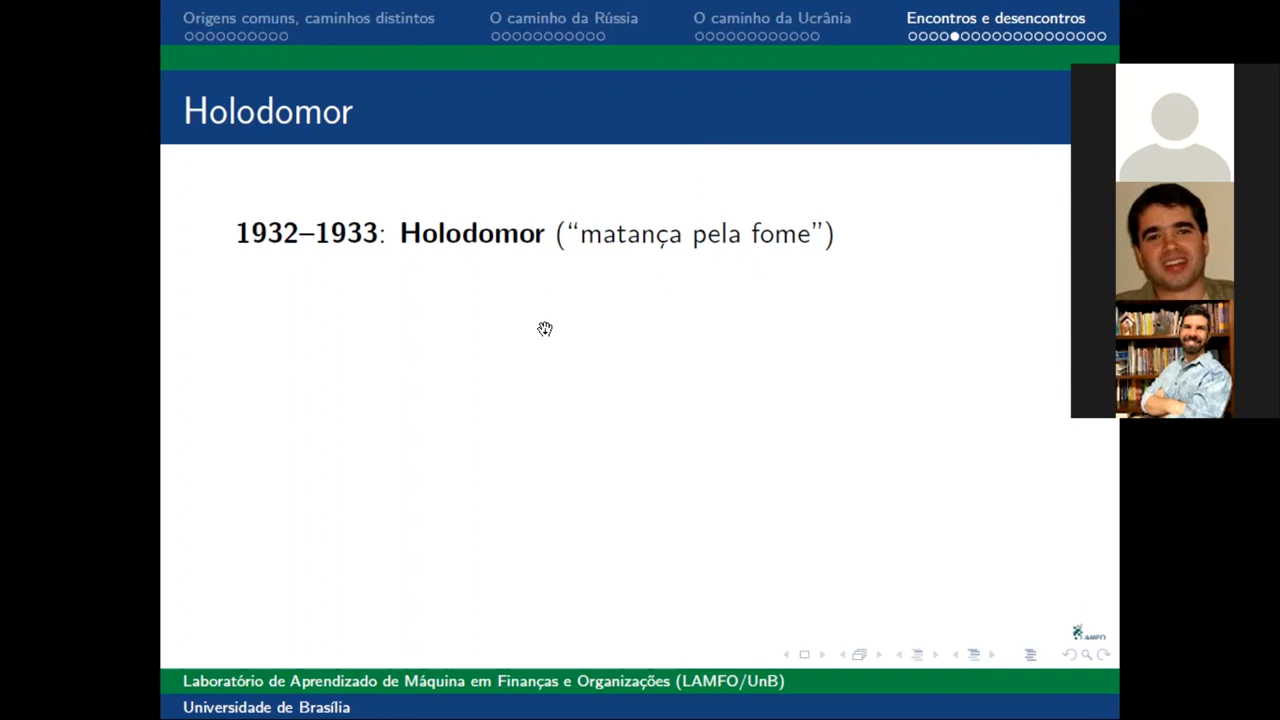 Origens comuns, caminhos distintos
O caminho da Rússia
O caminho da Ucrânia
Encontros e desencontros
Holodomor
1932–1933: Holodomor (“matança pela fome”)
LAMFO
Laboratório de Aprendizado de Máquina em Finanças e Organizações (LAMFO/UnB)
Universidade de Brasília